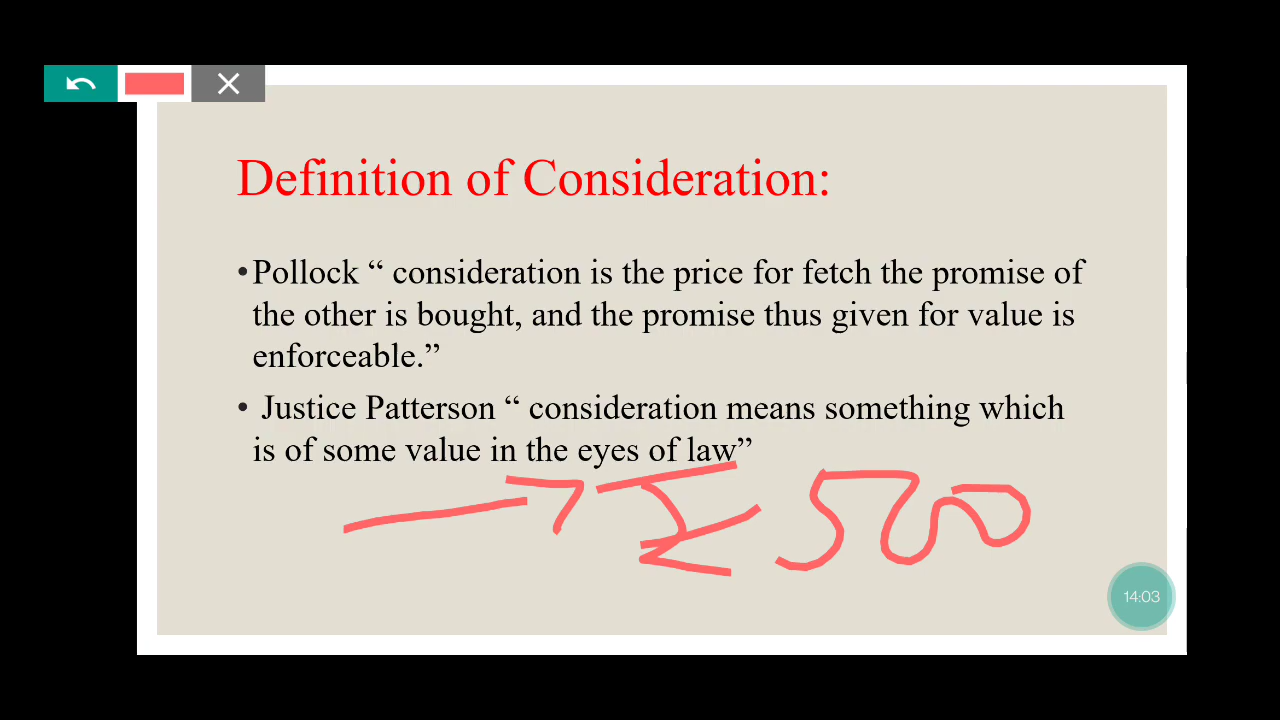 Definition of Consideration:
•Pollock “ consideration is the price for fetch the promise of
the other is bought, and the promise thus given for value is
enforceable.”
• Justice Patterson “ consideration means something which
is of some value in the eyes of law”
→ ₹ 500
14:03